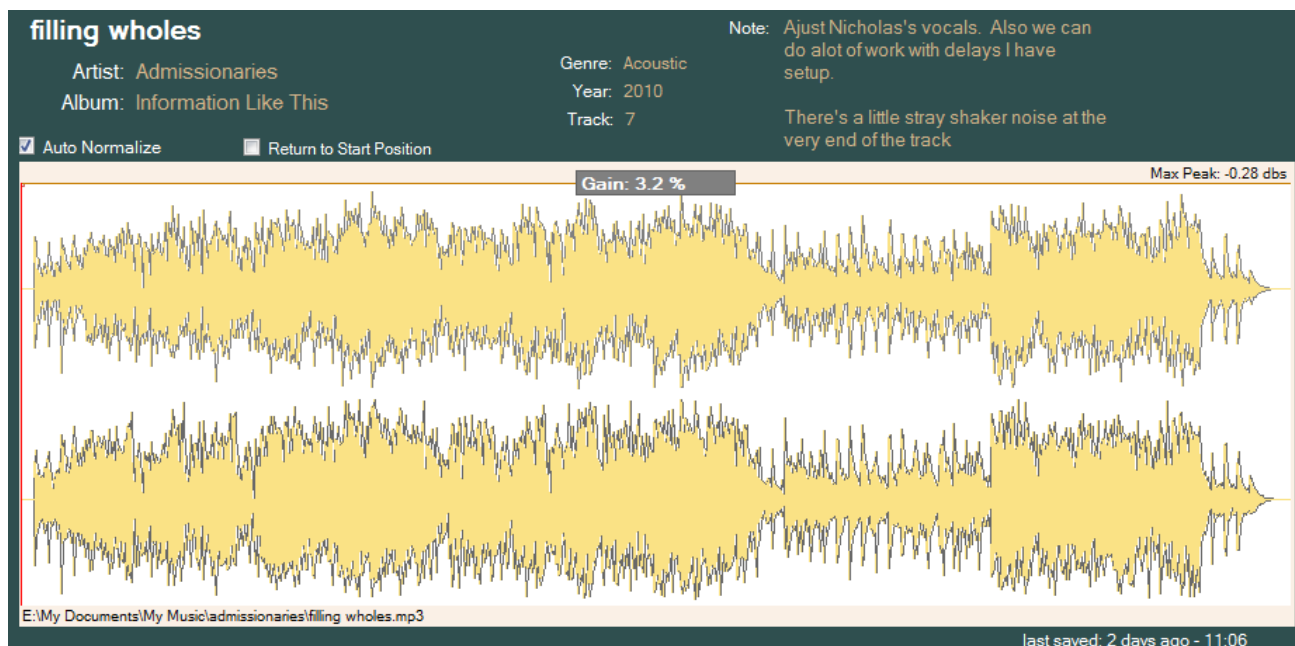 filling wholes
Artist: Admissionaries
Album: Information Like This
Genre: Acoustic
Year: 2010
Track: 7
Note: Ajust Nicholas's vocals. Also we can
do alot of work with delays I have
setup.
There's a little stray shaker noise at the
very end of the track
Auto Normalize
Return to Start Position
Max Peak: -0.28 dbs
Gain: 3.2 %
E:\My Documents\My Music\admissionaries\filling wholes.mp3
last saved: 2 days ago - 11:06